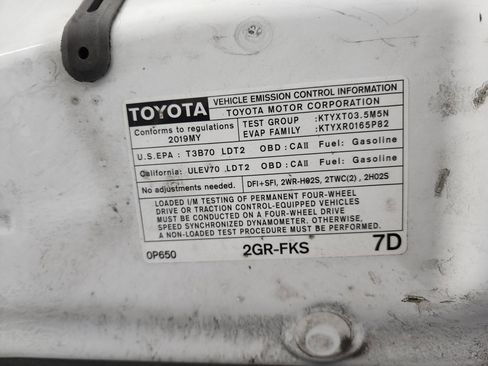 TOYOTA
VEHICLE EMISSION CONTROL INFORMATION
TOYOTA MOTOR CORPORATION
Conforms to regulations
2019MY
TEST GROUP :KTYXT03.5M5N
EVAP FAMILY :KTYXR0165P82
U.S.EPA : T3B70 LDT2 OBD : CAII Fuel: Gasoline
California: ULEV70 LDT2 OBD : CAII Fuel: Gasoline
No adjustments needed. DFI+SFI, 2WR-HO2S, 2TWC(2), 2HO2S
LOADED I/M TESTING OF PERMANENT FOUR-WHEEL
DRIVE OR TRACTION CONTROL-EQUIPPED VEHICLES
MUST BE CONDUCTED ON A FOUR-WHEEL DRIVE,
SPEED SYNCHRONIZED DYNAMOMETER. OTHERWISE,
A NON-LOADED TEST PROCEDURE MUST BE PERFORMED.
0P650 2GR-FKS 7D